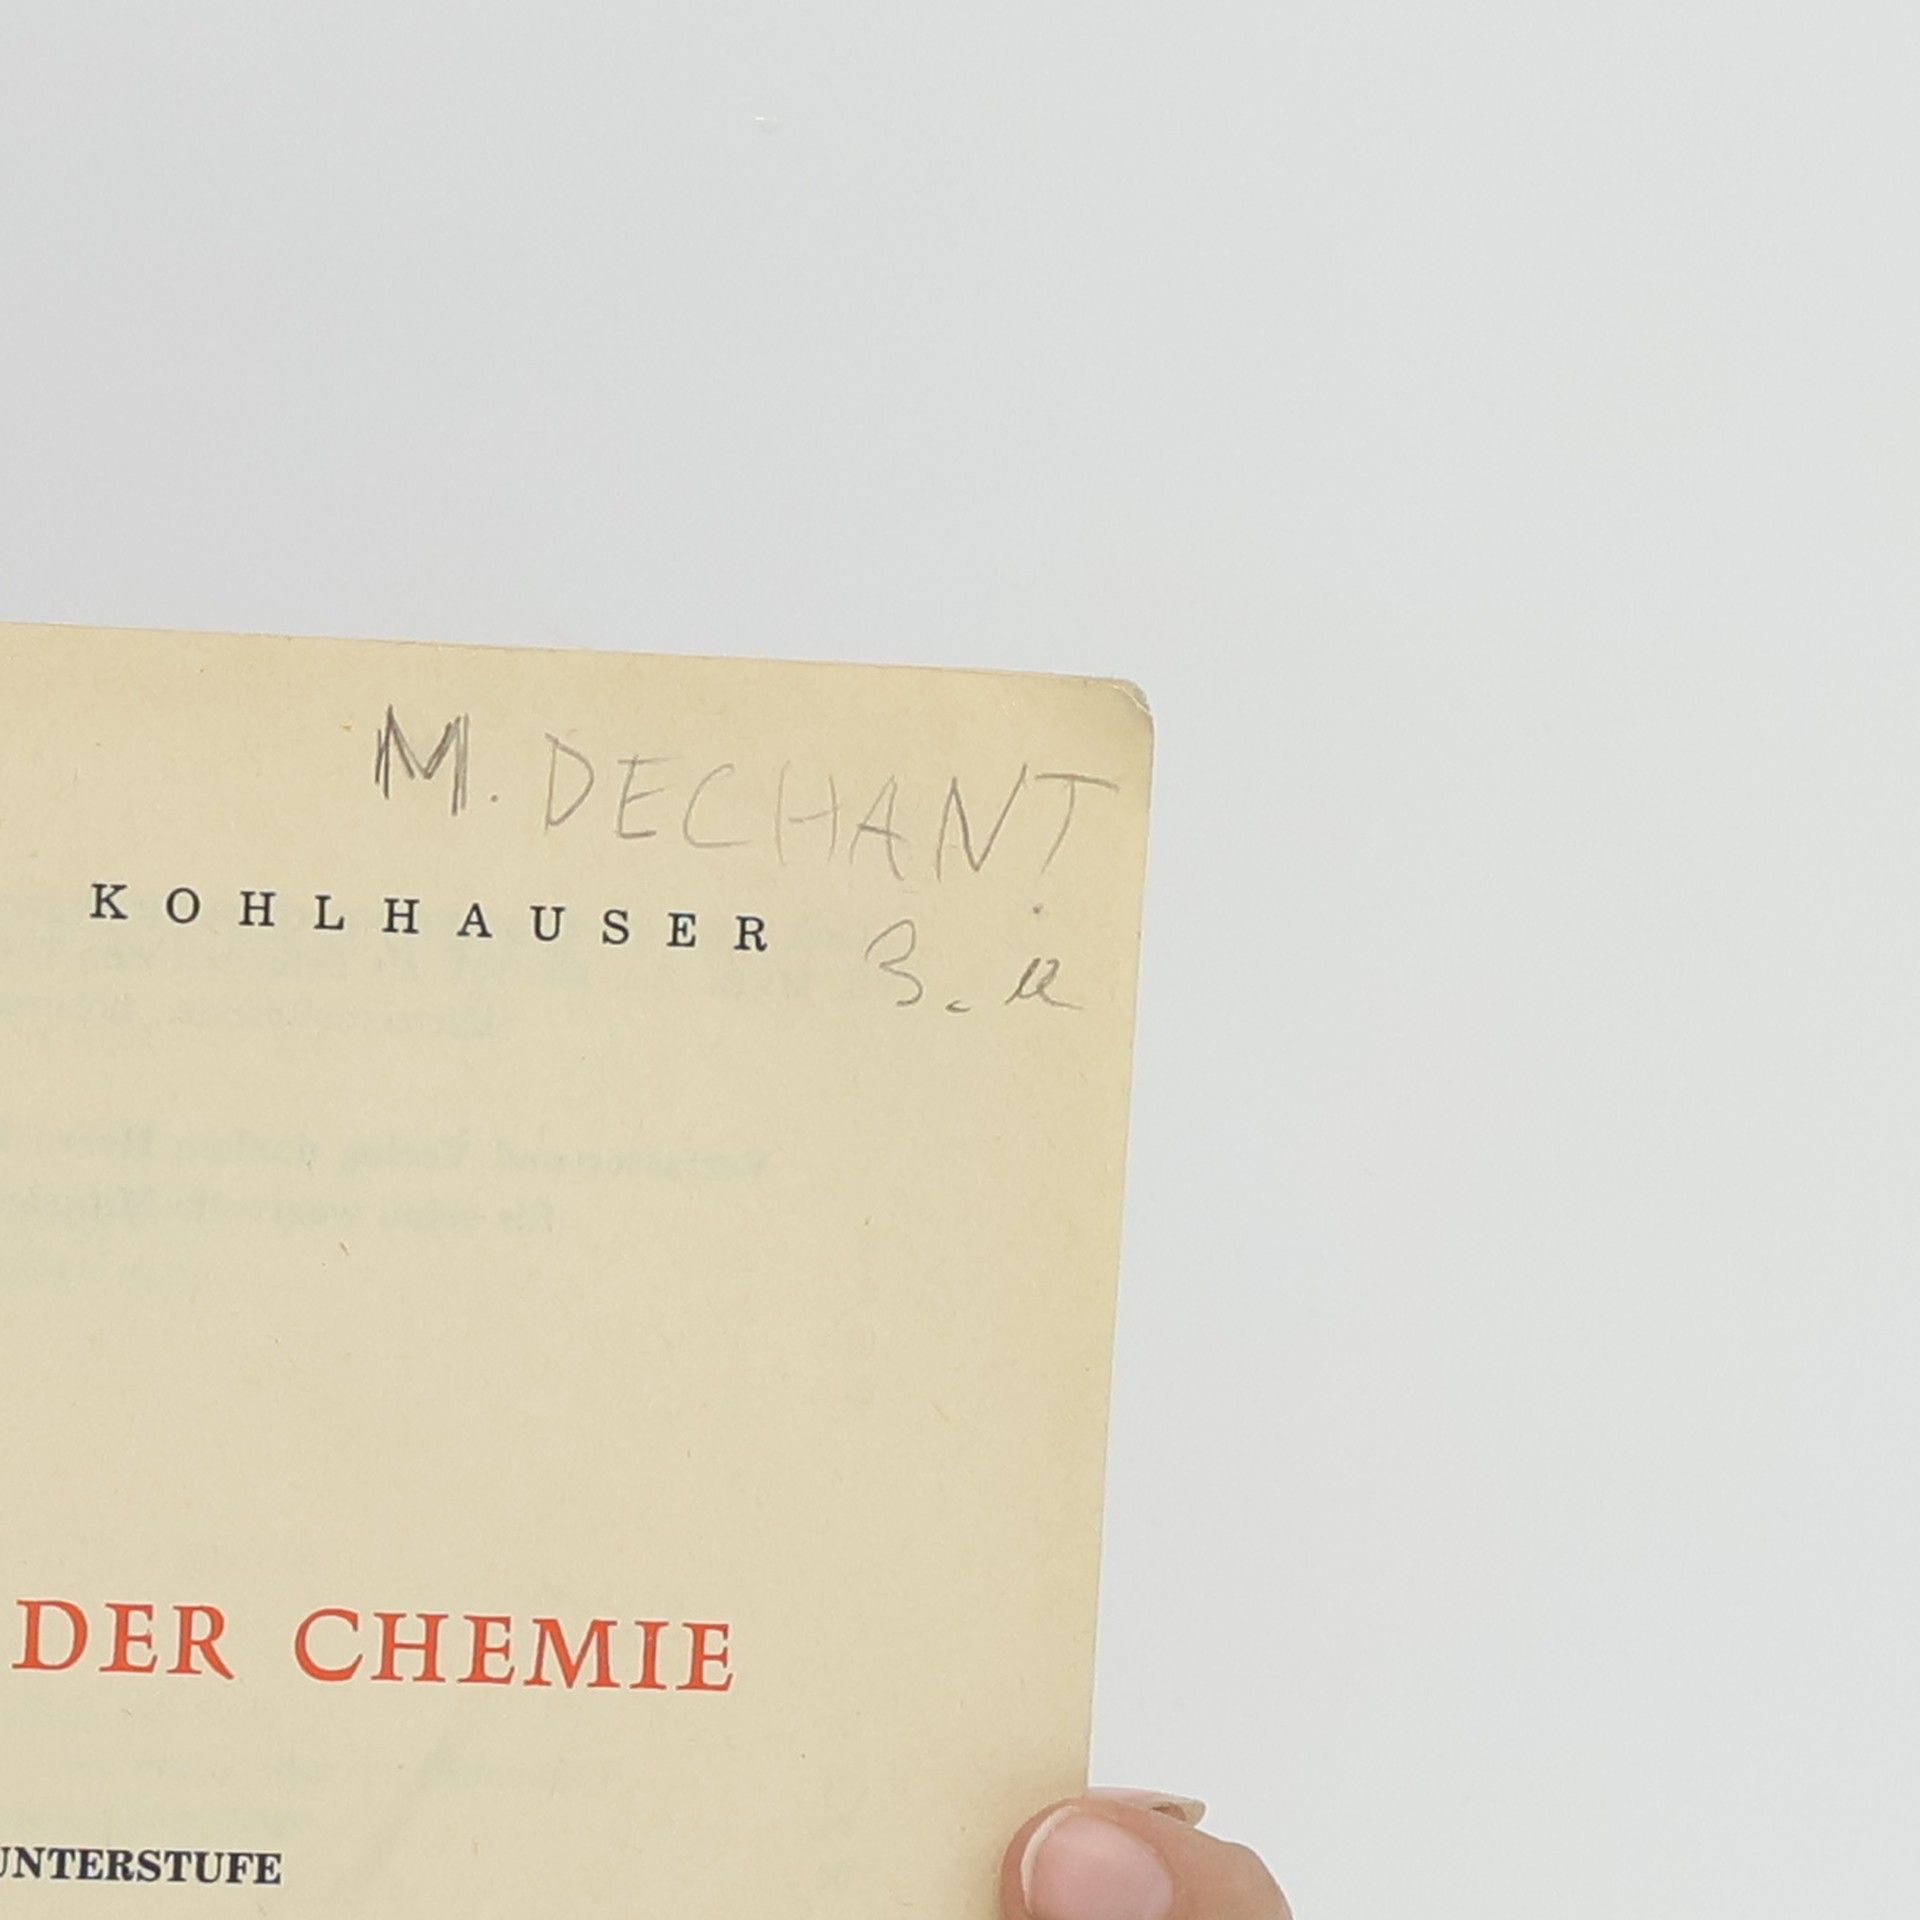 M. DECHANT
KOHLHAUSER
3. a
DER CHEMIE
UNTERSTUFE